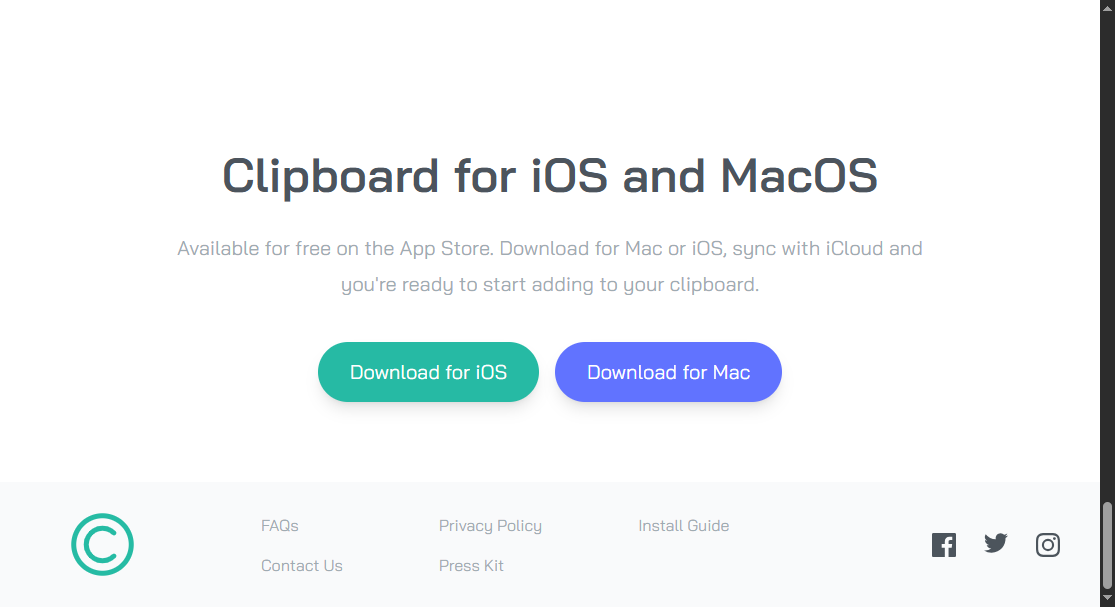 Clipboard for iOS and MacOS
Available for free on the App Store. Download for Mac or iOS, sync with iCloud and
you're ready to start adding to your clipboard.
Download for iOS
Download for Mac
FAQs
Privacy Policy
Install Guide
Contact Us
Press Kit